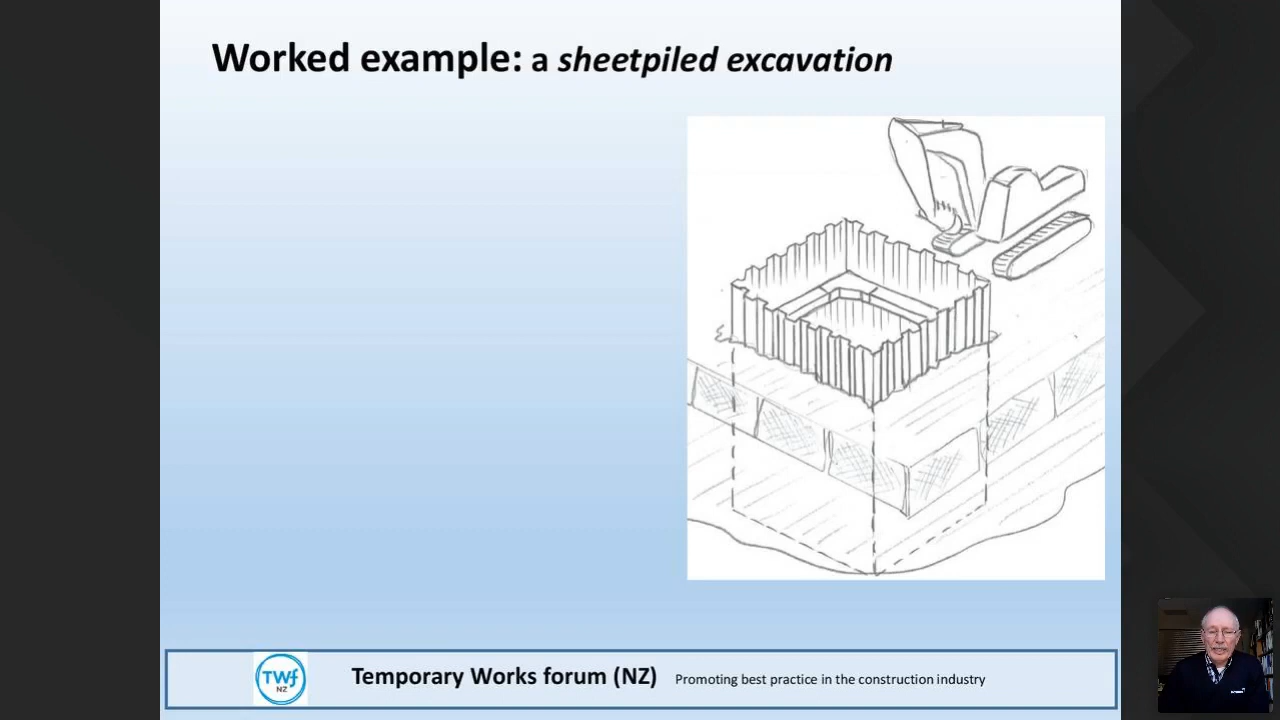 Worked example: a sheetpiled excavation
TWf
NZ
Temporary Works forum (NZ) Promoting best practice in the construction industry